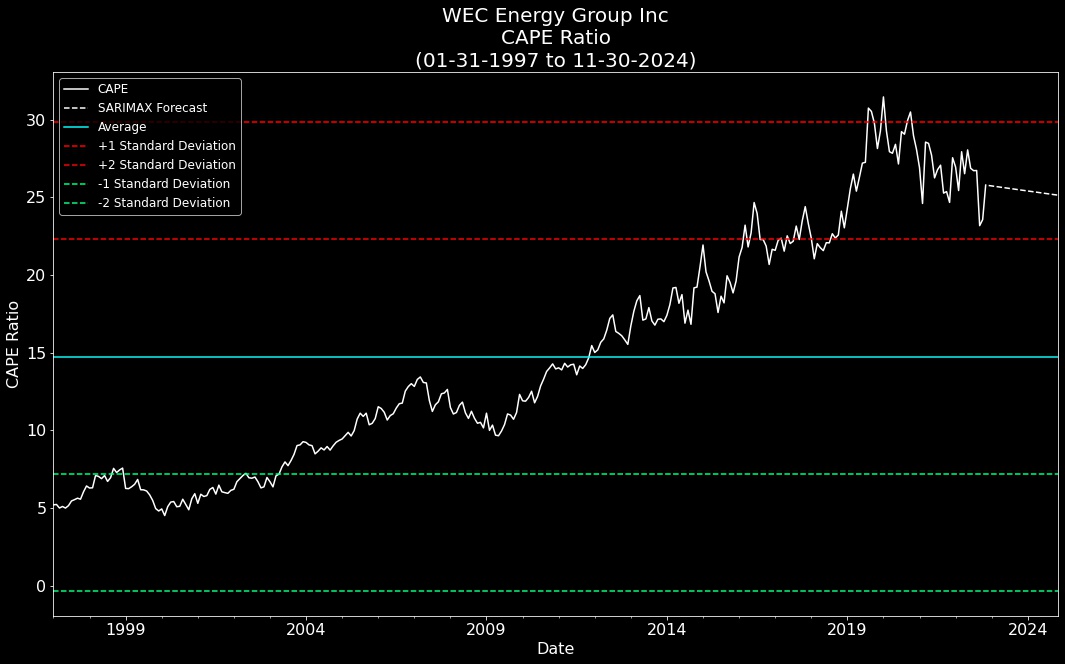 WEC Energy Group Inc
CAPE Ratio
(01-31-1997 to 11-30-2024)
CAPE
SARIMAX Forecast
Average
+1 Standard Deviation
+2 Standard Deviation
-1 Standard Deviation
-2 Standard Deviation
CAPE Ratio
30
25
20
15
10
5
0
1999 2004 2009 2014 2019 2024
Date